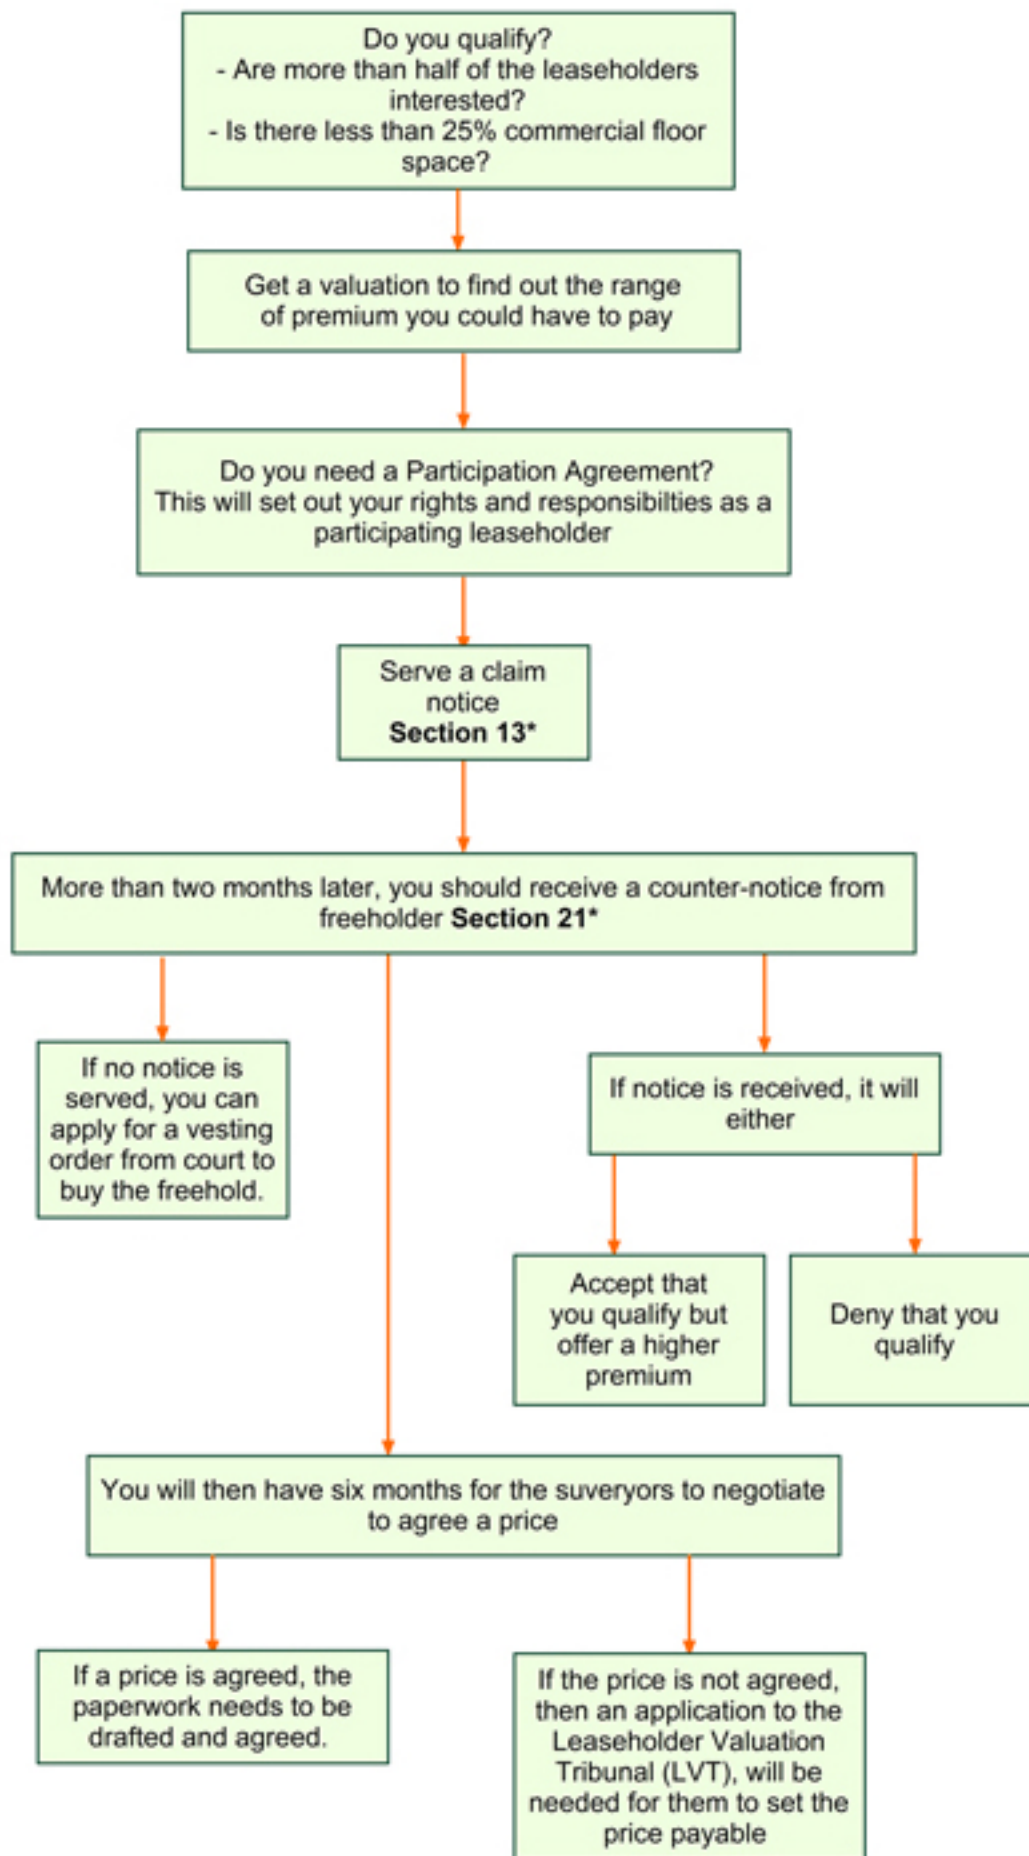 Do you qualify?
- Are more than half of the leaseholders
interested?
- Is there less than 25% commercial floor
space?
Get a valuation to find out the range
of premium you could have to pay
Do you need a Participation Agreement?
This will set out your rights and responsibilties as a
participating leaseholder
Serve a claim
notice
Section 13*
More than two months later, you should receive a counter-notice from
freeholder Section 21*
If no notice is
served, you can
apply for a vesting
order from court to
buy the freehold.
If notice is received, it will
either
Accept that
you qualify but
offer a higher
premium
Deny that you
qualify
You will then have six months for the suveryors to negotiate
to agree a price
If a price is agreed, the
paperwork needs to be
drafted and agreed.
If the price is not agreed,
then an application to the
Leaseholder Valuation
Tribunal (LVT), will be
needed for them to set the
price payable